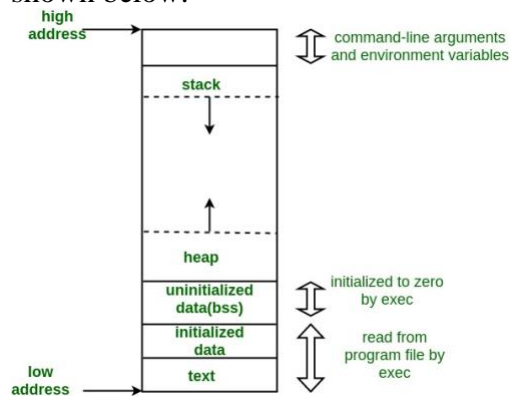 shown below:
high
address
command-line arguments
and environment variables
stack
heap
uninitialized
data(bss)
initialized to zero
by exec
initialized
data
read from
program file by
exec
text
low
address